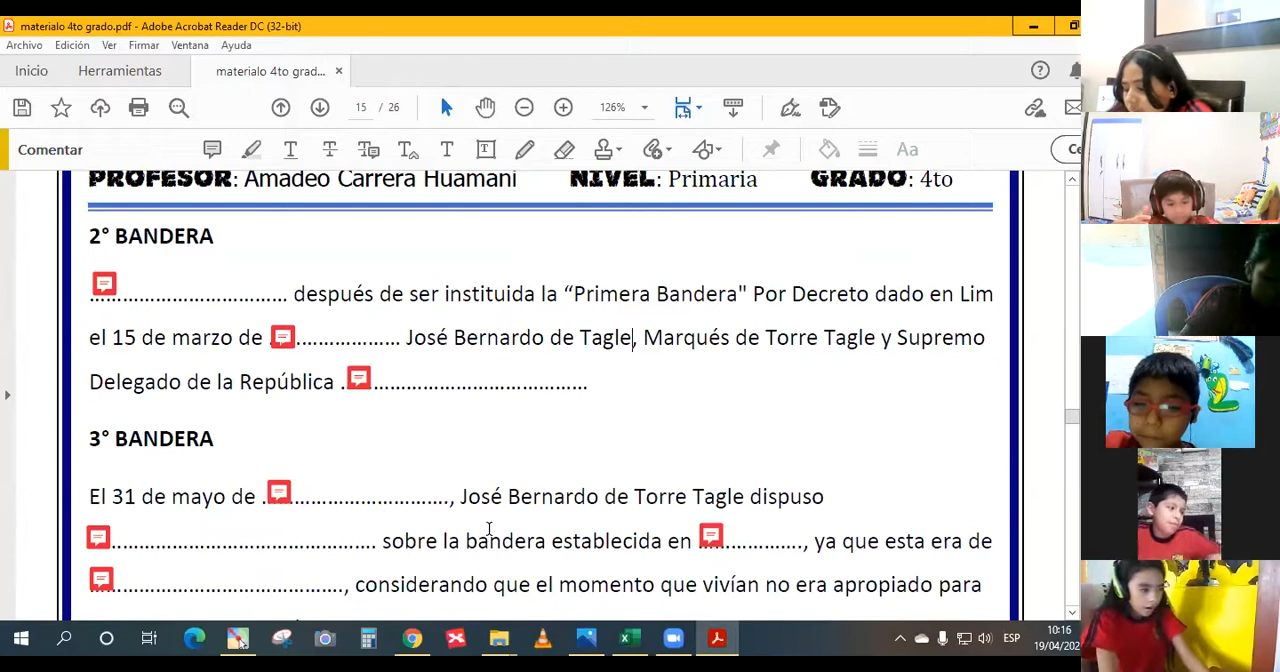 materialo 4to grado.pdf - Adobe Acrobat Reader DC (32-bit)
Archivo Edición Ver Firmar Ventana Ayuda
Inicio Herramientas materialo 4to grad... ×
15 / 26 126%
Comentar Ce
PROFESOR: Amadeo Carrera Huamani NIVEL: Primaria GRADO: 4to
2° BANDERA
...................................... después de ser instituida la “Primera Bandera" Por Decreto dado en Lim
el 15 de marzo de ......................... José Bernardo de Tagle, Marqués de Torre Tagle y Supremo
Delegado de la República ..............................................
3° BANDERA
El 31 de mayo de ...................................., José Bernardo de Torre Tagle dispuso
...................................................... sobre la bandera establecida en ...................., ya que esta era de
................................................, considerando que el momento que vivían no era apropiado para
ESP
10:16
19/04/202